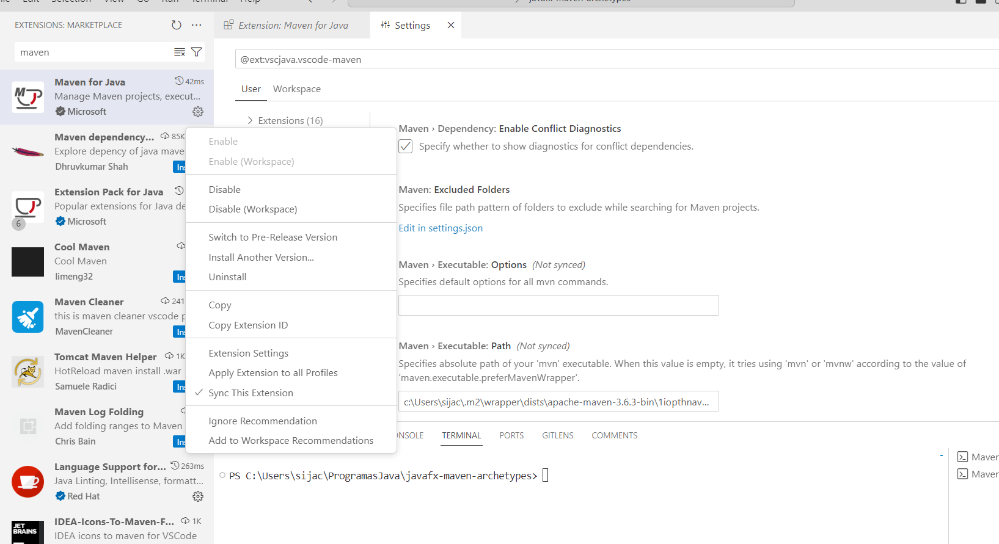 Edit
Selection
View
Go
Run
Terminal
Help
javafx-maven-archetypes
EXTENSIONS: MARKETPLACE
maven
Maven for Java
42ms
Manage Maven projects, execut...
Microsoft
Maven dependency...
85K
Explore depency of java mave
Dhruvkumar Shah
Extension Pack for Java
Popular extensions for Java de
6
Microsoft
Cool Maven
Cool Maven
limeng32
Maven Cleaner
241
this is maven cleaner vscode p
MavenCleaner
Tomcat Maven Helper
1K
HotReload maven install .war
Samuele Radici
Maven Log Folding
Add folding ranges to Maven
Chris Bain
Language Support for...
263ms
Java Linting, Intellisense, formatt...
Red Hat
JET
BRAINS
IDEA-Icons-To-Maven-F...
1K
IDEA icons to maven for VSCode
Enable
Enable (Workspace)
Disable
Disable (Workspace)
Switch to Pre-Release Version
Install Another Version...
Uninstall
Copy
Copy Extension ID
Extension Settings
Apply Extension to all Profiles
Sync This Extension
Ignore Recommendation
Add to Workspace Recommendations
Extension: Maven for Java
Settings
@ext:vscjava.vscode-maven
User
Workspace
Extensions (16)
Maven › Dependency: Enable Conflict Diagnostics
Specify whether to show diagnostics for conflict dependencies.
Maven: Excluded Folders
Specifies file path pattern of folders to exclude while searching for Maven projects.
Edit in settings.json
Maven › Executable: Options (Not synced)
Specifies default options for all mvn commands.
Maven › Executable: Path (Not synced)
Specifies absolute path of your 'mvn' executable. When this value is empty, it tries using 'mvn' or 'mvnw' according to the value of
'maven.executable.preferMavenWrapper'.
c:\Users\sijac\.m2\wrapper\dists\apache-maven-3.6.3-bin\1iopthnav...
NSOLE
TERMINAL
PORTS
GITLENS
COMMENTS
PS C:\Users\sijac\ProgramasJava\javafx-maven-archetypes>
Maven
Maven